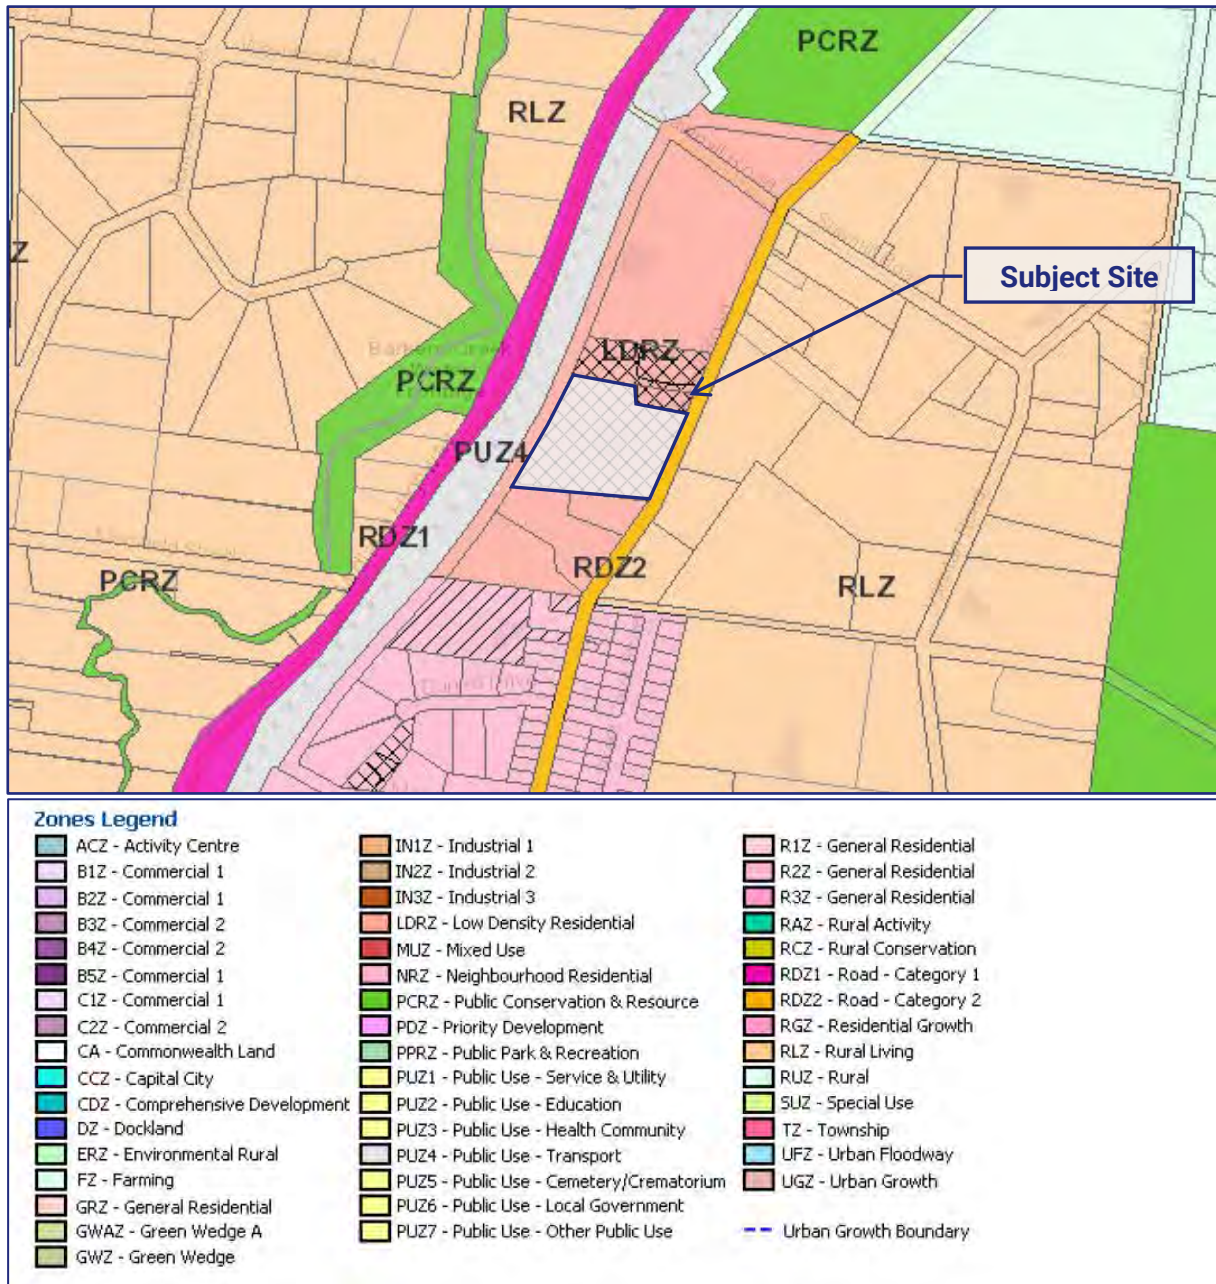 PCRZ
RLZ
Subject Site
Z
LDRZ
Barkers Creek
PCRZ
PUZ4
RDZ1
RDZ2
PCRZ
RLZ
Zones Legend
ACZ - Activity Centre
B1Z - Commercial 1
B2Z - Commercial 1
B3Z - Commercial 2
B4Z - Commercial 2
B5Z - Commercial 1
C1Z - Commercial 1
C2Z - Commercial 2
CA - Commonwealth Land
CCZ - Capital City
CDZ - Comprehensive Development
DZ - Dockland
ERZ - Environmental Rural
FZ - Farming
GRZ - General Residential
GWAZ - Green Wedge A
GWZ - Green Wedge
IN1Z - Industrial 1
IN2Z - Industrial 2
IN3Z - Industrial 3
LDRZ - Low Density Residential
MUZ - Mixed Use
NRZ - Neighbourhood Residential
PCRZ - Public Conservation & Resource
PDZ - Priority Development
PPRZ - Public Park & Recreation
PUZ1 - Public Use - Service & Utility
PUZ2 - Public Use - Education
PUZ3 - Public Use - Health Community
PUZ4 - Public Use - Transport
PUZ5 - Public Use - Cemetery/Crematorium
PUZ6 - Public Use - Local Government
PUZ7 - Public Use - Other Public Use
R1Z - General Residential
R2Z - General Residential
R3Z - General Residential
RAZ - Rural Activity
RCZ - Rural Conservation
RDZ1 - Road - Category 1
RDZ2 - Road - Category 2
RGZ - Residential Growth
RLZ - Rural Living
RUZ - Rural
SUZ - Special Use
TZ - Township
UFZ - Urban Floodway
UGZ - Urban Growth
Urban Growth Boundary